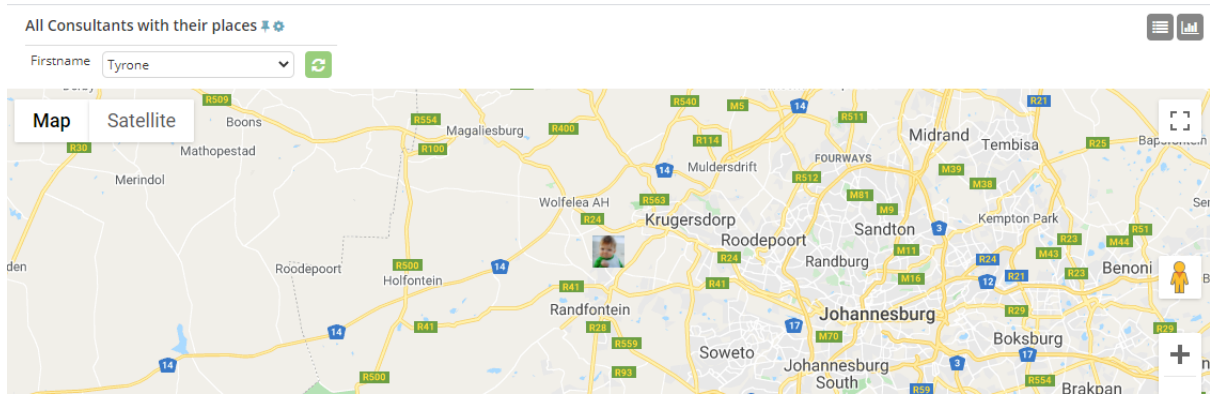 All Consultants with their places
Firstname
Tyrone
Map
Satellite
R509
Boons
R30
Mathopestad
Merindol
R554
R100
Magaliesburg
R400
R540
M5
14
R511
R21
Midrand
Tembisa
R25
R114
FOURWAYS
Muldersdrift
14
R512
M39
M38
Wolfelea AH
R563
R24
Krugersdorp
M81
M9
Sandton
3
Kempton Park
R51
Roodepoort
R24
M11
R23
M44
M43
Randburg
R24
M16
12
R21
R23
Benoni
den
Roodepoort
R500
14
Holfontein
R41
R41
Randfontein
Johannesburg
R29
R29
14
R41
R28
17
M70
Boksburg
R559
17
Soweto
Johannesburg
South
3
14
R500
R93
R59
R554
Brakpan
+